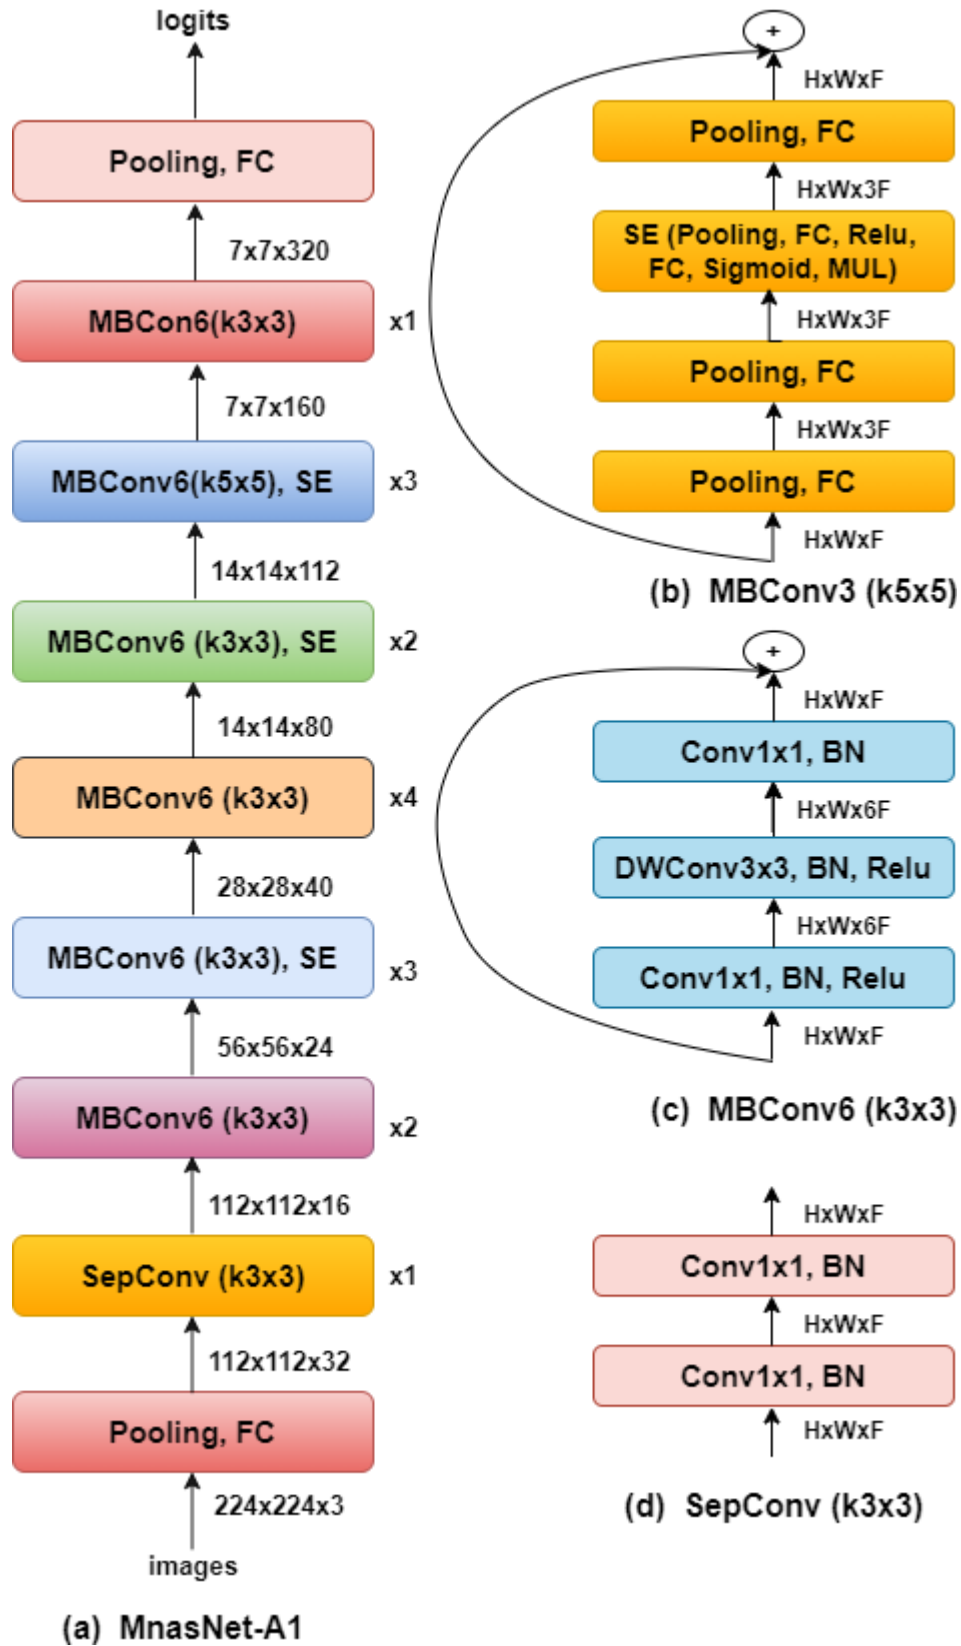 logits
Pooling, FC
7x7x320
MBCon6(k3x3)
x1
7x7x160
MBConv6(k5x5), SE
x3
14x14x112
MBConv6 (k3x3), SE
x2
14x14x80
MBConv6 (k3x3)
x4
28x28x40
MBConv6 (k3x3), SE
x3
56x56x24
MBConv6 (k3x3)
x2
112x112x16
SepConv (k3x3)
x1
112x112x32
Pooling, FC
224x224x3
images
(a) MnasNet-A1
+
HxWxF
Pooling, FC
HxWx3F
SE (Pooling, FC, Relu,
FC, Sigmoid, MUL)
HxWx3F
Pooling, FC
HxWx3F
Pooling, FC
HxWxF
(b) MBConv3 (k5x5)
+
HxWxF
Conv1x1, BN
HxWx6F
DWConv3x3, BN, Relu
HxWx6F
Conv1x1, BN, Relu
HxWxF
(c) MBConv6 (k3x3)
HxWxF
Conv1x1, BN
HxWxF
Conv1x1, BN
HxWxF
(d) SepConv (k3x3)